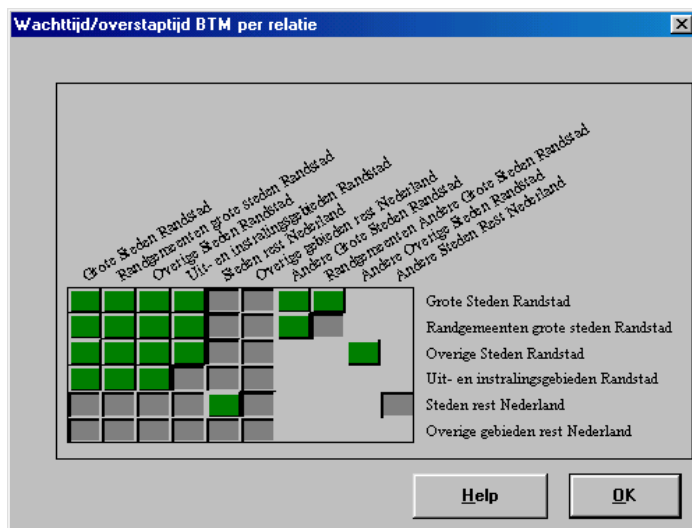 Wachttijd/overstaptijd BTM per relatie
Grote Steden Randstad
Randgemeenten grote steden Randstad
Overige Steden Randstad
Uit- en instralingsgebieden Randstad
Steden rest Nederland
Overige gebieden rest Nederland
Andere Grote Steden Randstad
Randgemeenten Andere Grote Steden Randstad
Andere Overige Steden Randstad
Andere Steden Rest Nederland
Grote Steden Randstad
Randgemeenten grote steden Randstad
Overige Steden Randstad
Uit- en instralingsgebieden Randstad
Steden rest Nederland
Overige gebieden rest Nederland
Help
OK